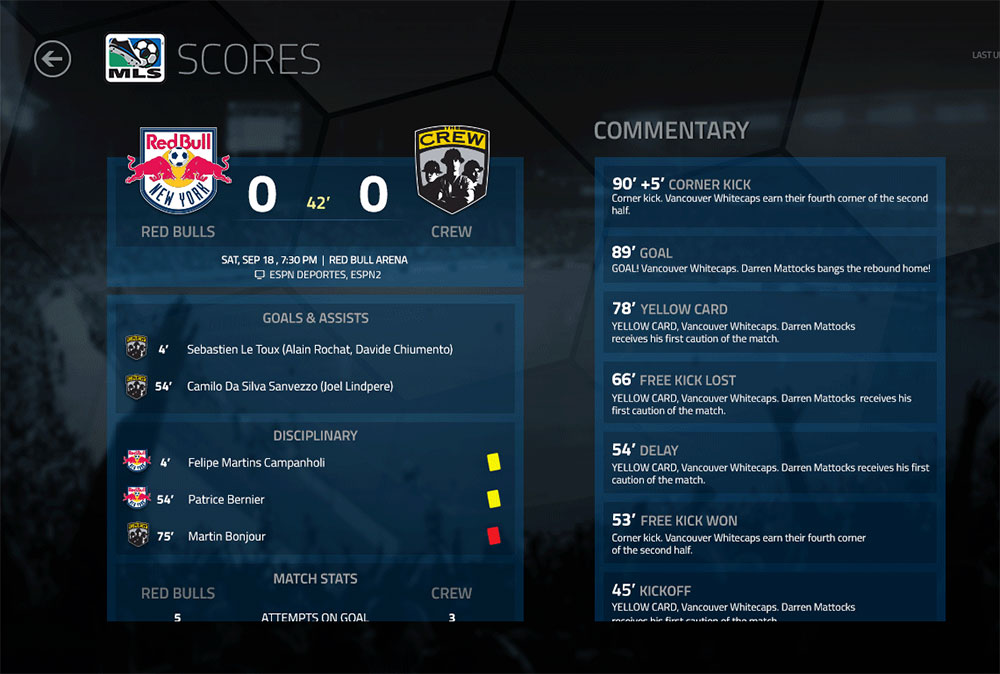 MLS
SCORES
LAST U
Red Bull
NEW YORK
THE
CREW
0
42’
0
RED BULLS
CREW
SAT, SEP 18 , 7:30 PM | RED BULL ARENA
ESPN DEPORTES, ESPN2
GOALS & ASSISTS
4’ Sebastien Le Toux (Alain Rochat, Davide Chiumento)
54’ Camilo Da Silva Sanvezzo (Joel Lindpere)
DISCIPLINARY
4’ Felipe Martins Campanholi
54’ Patrice Bernier
75’ Martin Bonjour
MATCH STATS
RED BULLS
CREW
5 ATTEMPTS ON GOAL 3
COMMENTARY
90’ +5’ CORNER KICK
Corner kick. Vancouver Whitecaps earn their fourth corner of the second
half.
89’ GOAL
GOAL! Vancouver Whitecaps. Darren Mattocks bangs the rebound home!
78’ YELLOW CARD
YELLOW CARD, Vancouver Whitecaps. Darren Mattocks
receives his first caution of the match.
66’ FREE KICK LOST
YELLOW CARD, Vancouver Whitecaps. Darren Mattocks receives his
first caution of the match.
54’ DELAY
YELLOW CARD, Vancouver Whitecaps. Darren Mattocks receives his first
caution of the match.
53’ FREE KICK WON
Corner kick. Vancouver Whitecaps earn their fourth corner
of the second half.
45’ KICKOFF
YELLOW CARD, Vancouver Whitecaps. Darren Mattocks
receives his first caution of the match.